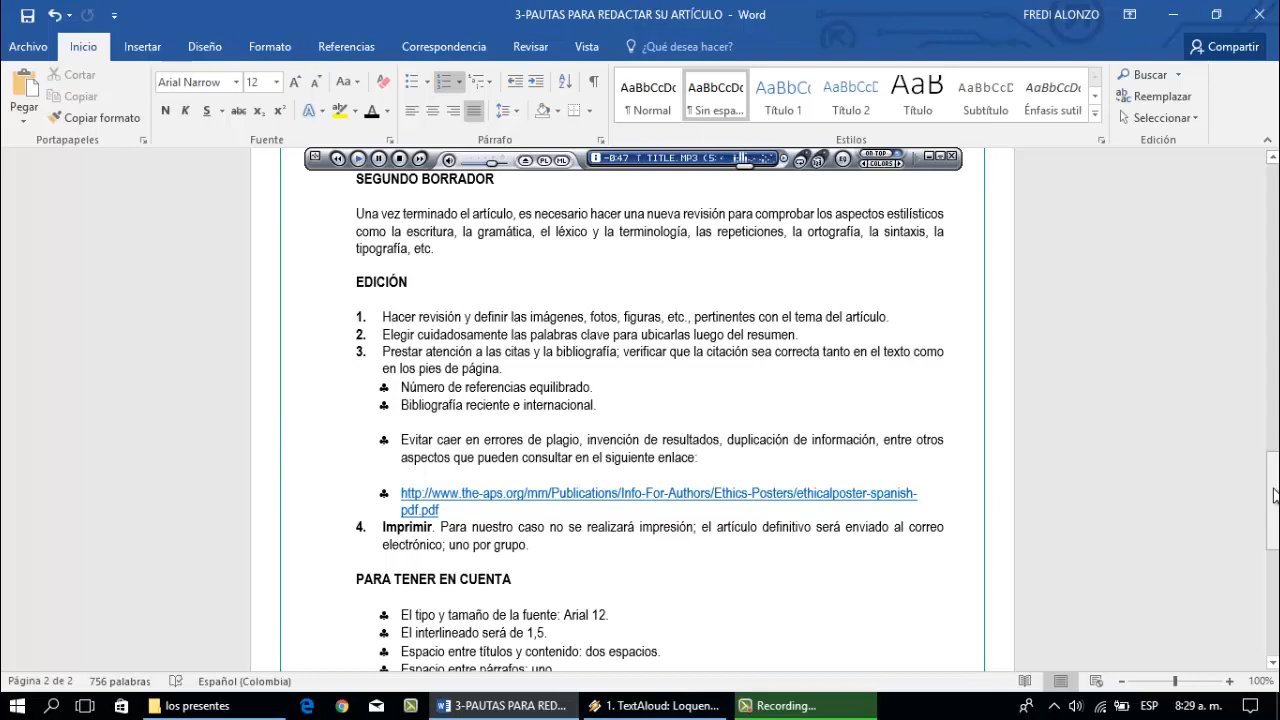 3-PAUTAS PARA REDACTAR SU ARTÍCULO - Word
FREDI ALONZO
Archivo Inicio Insertar Diseño Formato Referencias Correspondencia Revisar Vista ¿Qué desea hacer? Compartir
Pegar
Cortar
Copiar
Copiar formato
Portapapeles
Arial Narrow 12
N K S abc x₂ x²
Fuente
Párrafo
AaBbCcDc AaBbCcDc AaBbCc AaBbCcD AaB AaBbCcD AaBbCcDc
¶ Normal ¶ Sin espa... Título 1 Título 2 Título Subtítulo Énfasis sutil
Estilos
Buscar
Reemplazar
Seleccionar
Edición
PL ML
ON TOP
COLORS
EQ
SEGUNDO BORRADOR
Una vez terminado el artículo, es necesario hacer una nueva revisión para comprobar los aspectos estilísticos
como la escritura, la gramática, el léxico y la terminología, las repeticiones, la ortografía, la sintaxis, la
tipografía, etc.
EDICIÓN
1. Hacer revisión y definir las imágenes, fotos, figuras, etc., pertinentes con el tema del artículo.
2. Elegir cuidadosamente las palabras clave para ubicarlas luego del resumen.
3. Prestar atención a las citas y la bibliografía; verificar que la citación sea correcta tanto en el texto como
en los pies de página.
♣ Número de referencias equilibrado.
♣ Bibliografía reciente e internacional.
♣ Evitar caer en errores de plagio, invención de resultados, duplicación de información, entre otros
aspectos que pueden consultar en el siguiente enlace:
♣ http://www.the-aps.org/mm/Publications/Info-For-Authors/Ethics-Posters/ethicalposter-spanish-
pdf.pdf
4. Imprimir. Para nuestro caso no se realizará impresión; el artículo definitivo será enviado al correo
electrónico; uno por grupo.
PARA TENER EN CUENTA
♣ El tipo y tamaño de la fuente: Arial 12.
♣ El interlineado será de 1,5.
♣ Espacio entre títulos y contenido: dos espacios.
♣ Espacio entre párrafos: uno
Página 2 de 2 756 palabras Español (Colombia) 100%
los presentes 3-PAUTAS PARA RED... 1. TextAloud: Loquen... Recording... ESP 8:29 a. m.